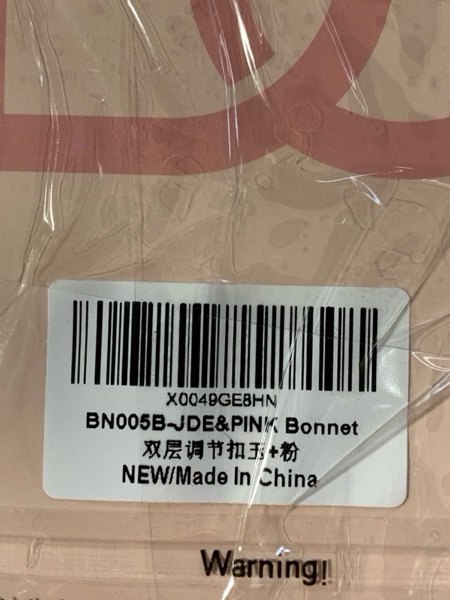 X0049GE8HN
BN005B-JDE&PINK Bonnet
双层调节扣玉+粉
NEW/Made In China
Warning!